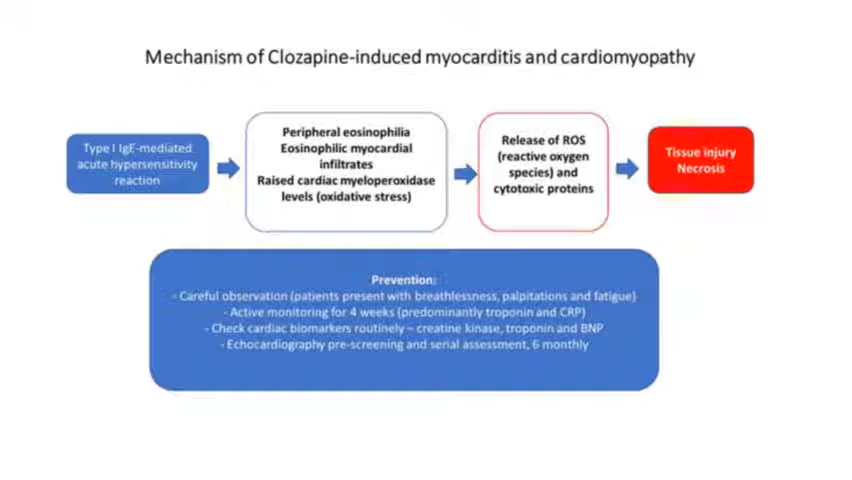 Mechanism of Clozapine-induced myocarditis and cardiomyopathy
Type I IgE-mediated
acute hypersensitivity
reaction
Peripheral eosinophilia
Eosinophilic myocardial
infiltrates
Raised cardiac myeloperoxidase
levels (oxidative stress)
Release of ROS
(reactive oxygen
species) and
cytotoxic proteins
Tissue injury
Necrosis
Prevention:
- Careful observation (patients present with breathlessness, palpitations and fatigue)
- Active monitoring for 4 weeks (predominantly troponin and CRP)
- Check cardiac biomarkers routinely – creatine kinase, troponin and BNP
- Echocardiography pre-screening and serial assessment, 6 monthly